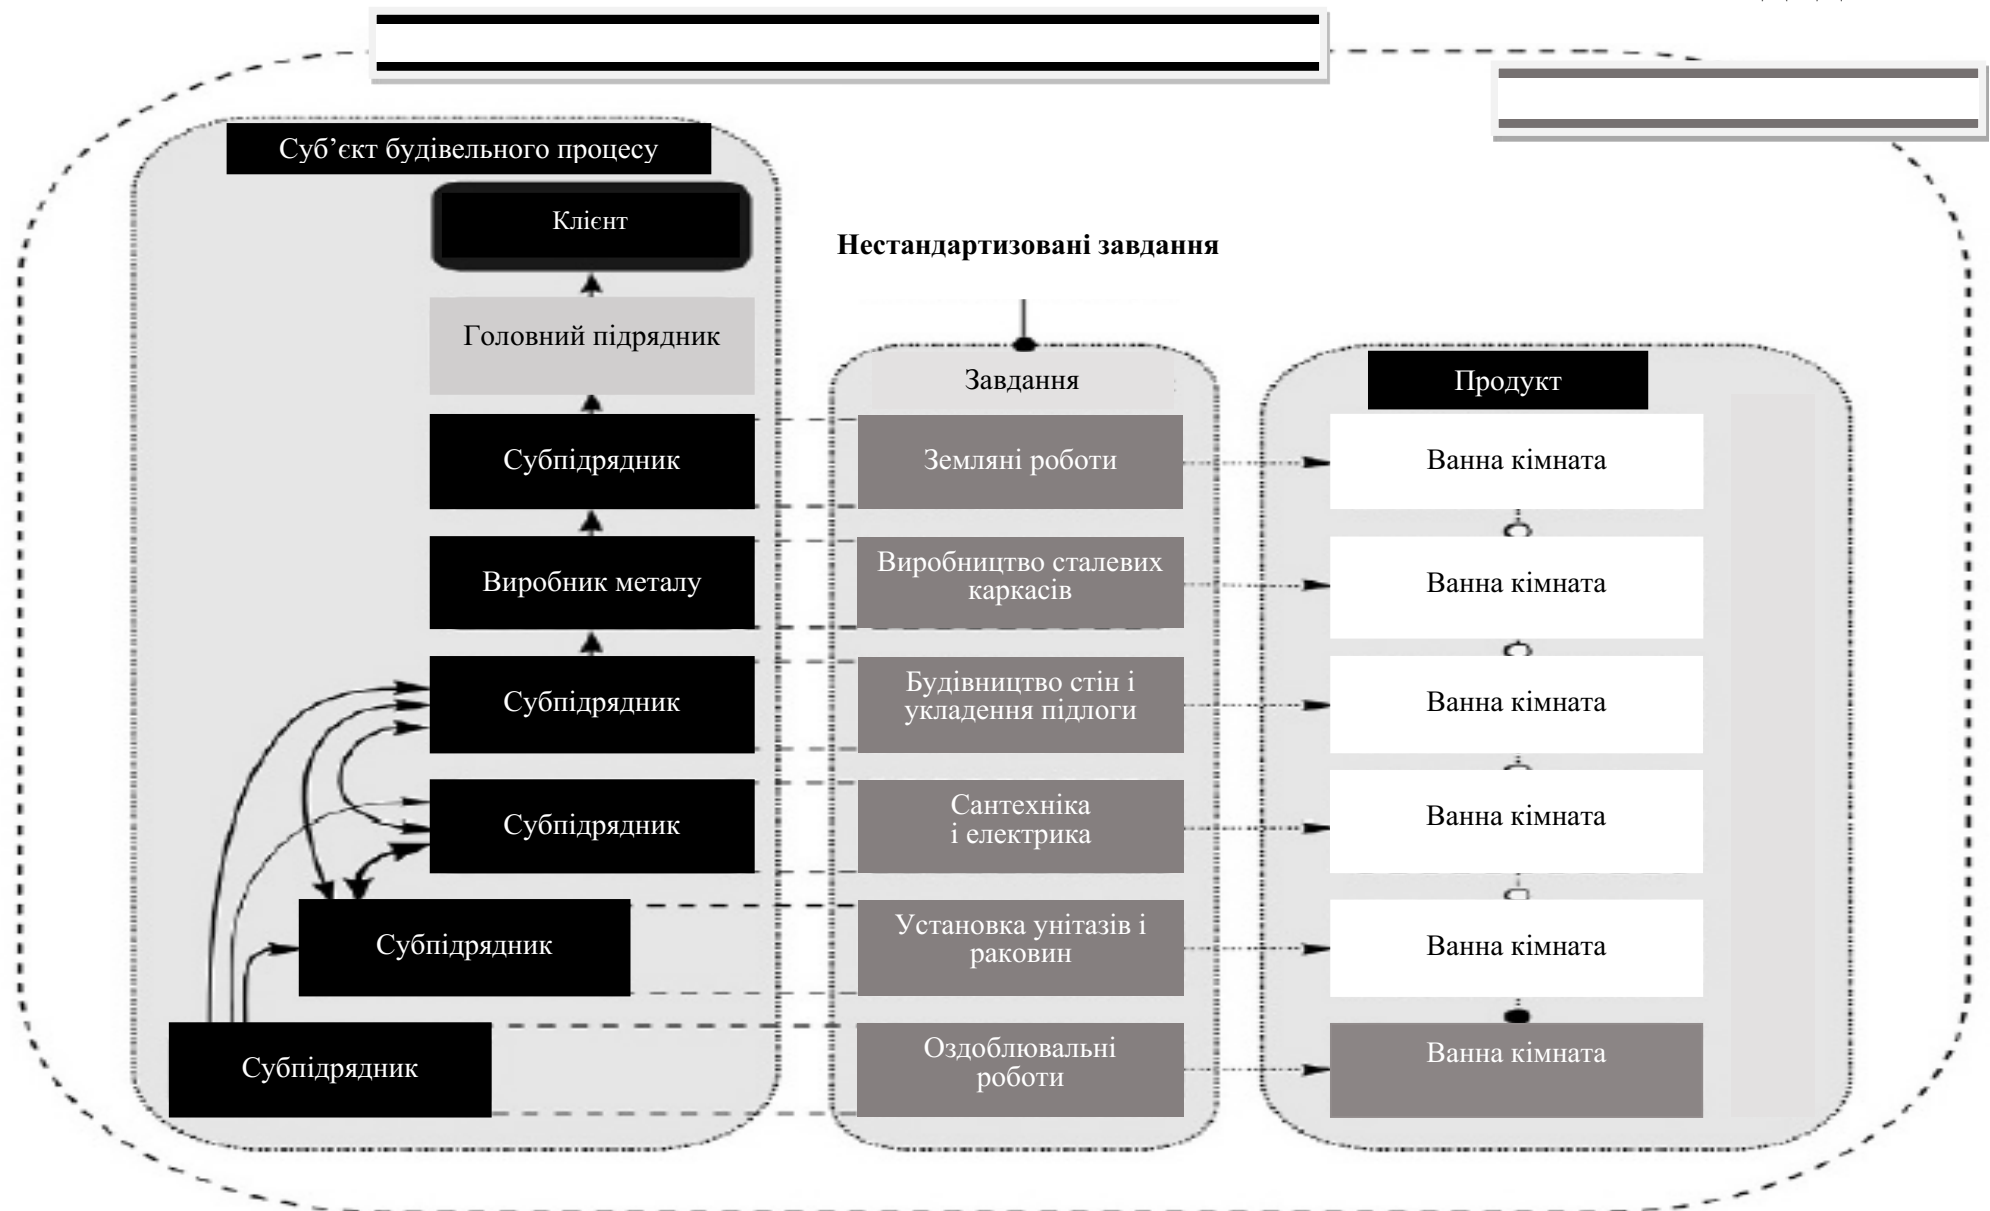 Суб’єкт будівельного процесу
Клієнт
Нестандартизовані завдання
Головний підрядник
Завдання
Продукт
Субпідрядник
Земляні роботи
Ванна кімната
Виробник металу
Виробництво сталевих
каркасів
Ванна кімната
Субпідрядник
Будівництво стін і
укладення підлоги
Ванна кімната
Субпідрядник
Сантехніка
і електрика
Ванна кімната
Субпідрядник
Установка унітазів і
раковин
Ванна кімната
Субпідрядник
Оздоблювальні
роботи
Ванна кімната